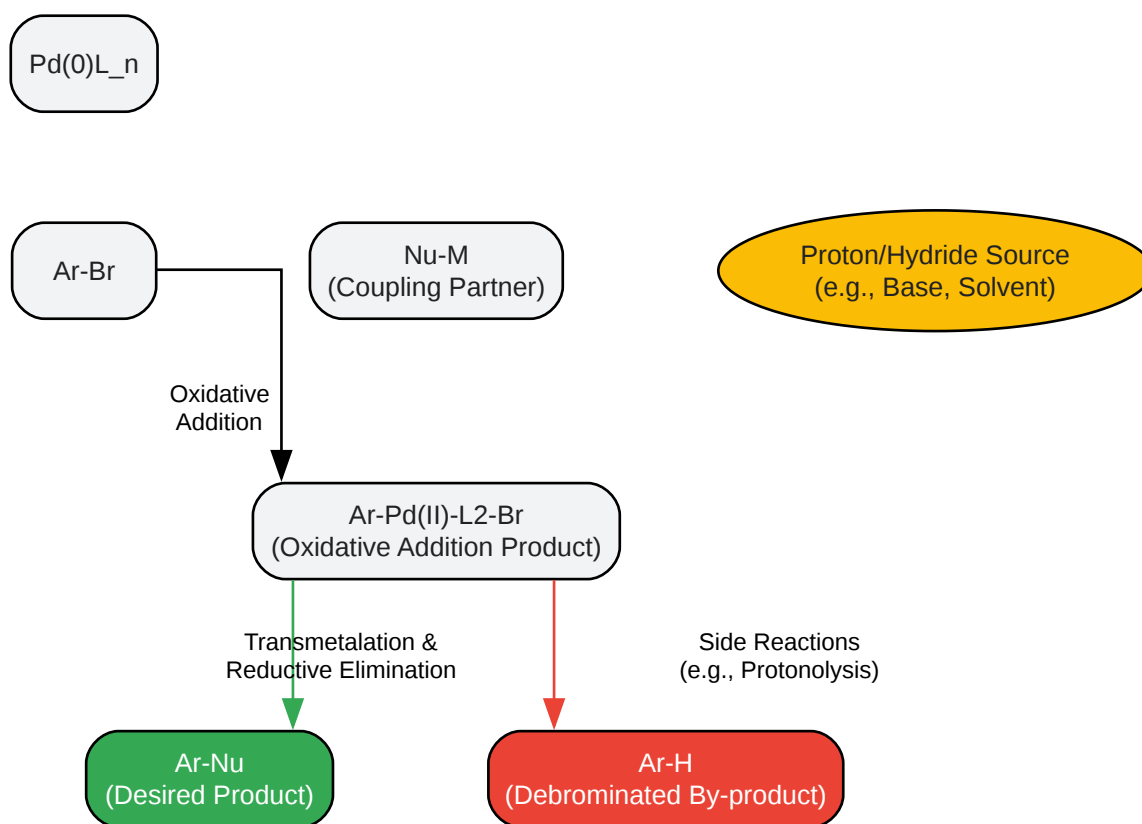 Pd(0)L_n
Ar-Br
Nu-M
(Coupling Partner)
Proton/Hydride Source
(e.g., Base, Solvent)
Oxidative
Addition
Ar-Pd(II)-L2-Br
(Oxidative Addition Product)
Transmetalation &
Reductive Elimination
Side Reactions
(e.g., Protonolysis)
Ar-Nu
(Desired Product)
Ar-H
(Debrominated By-product)